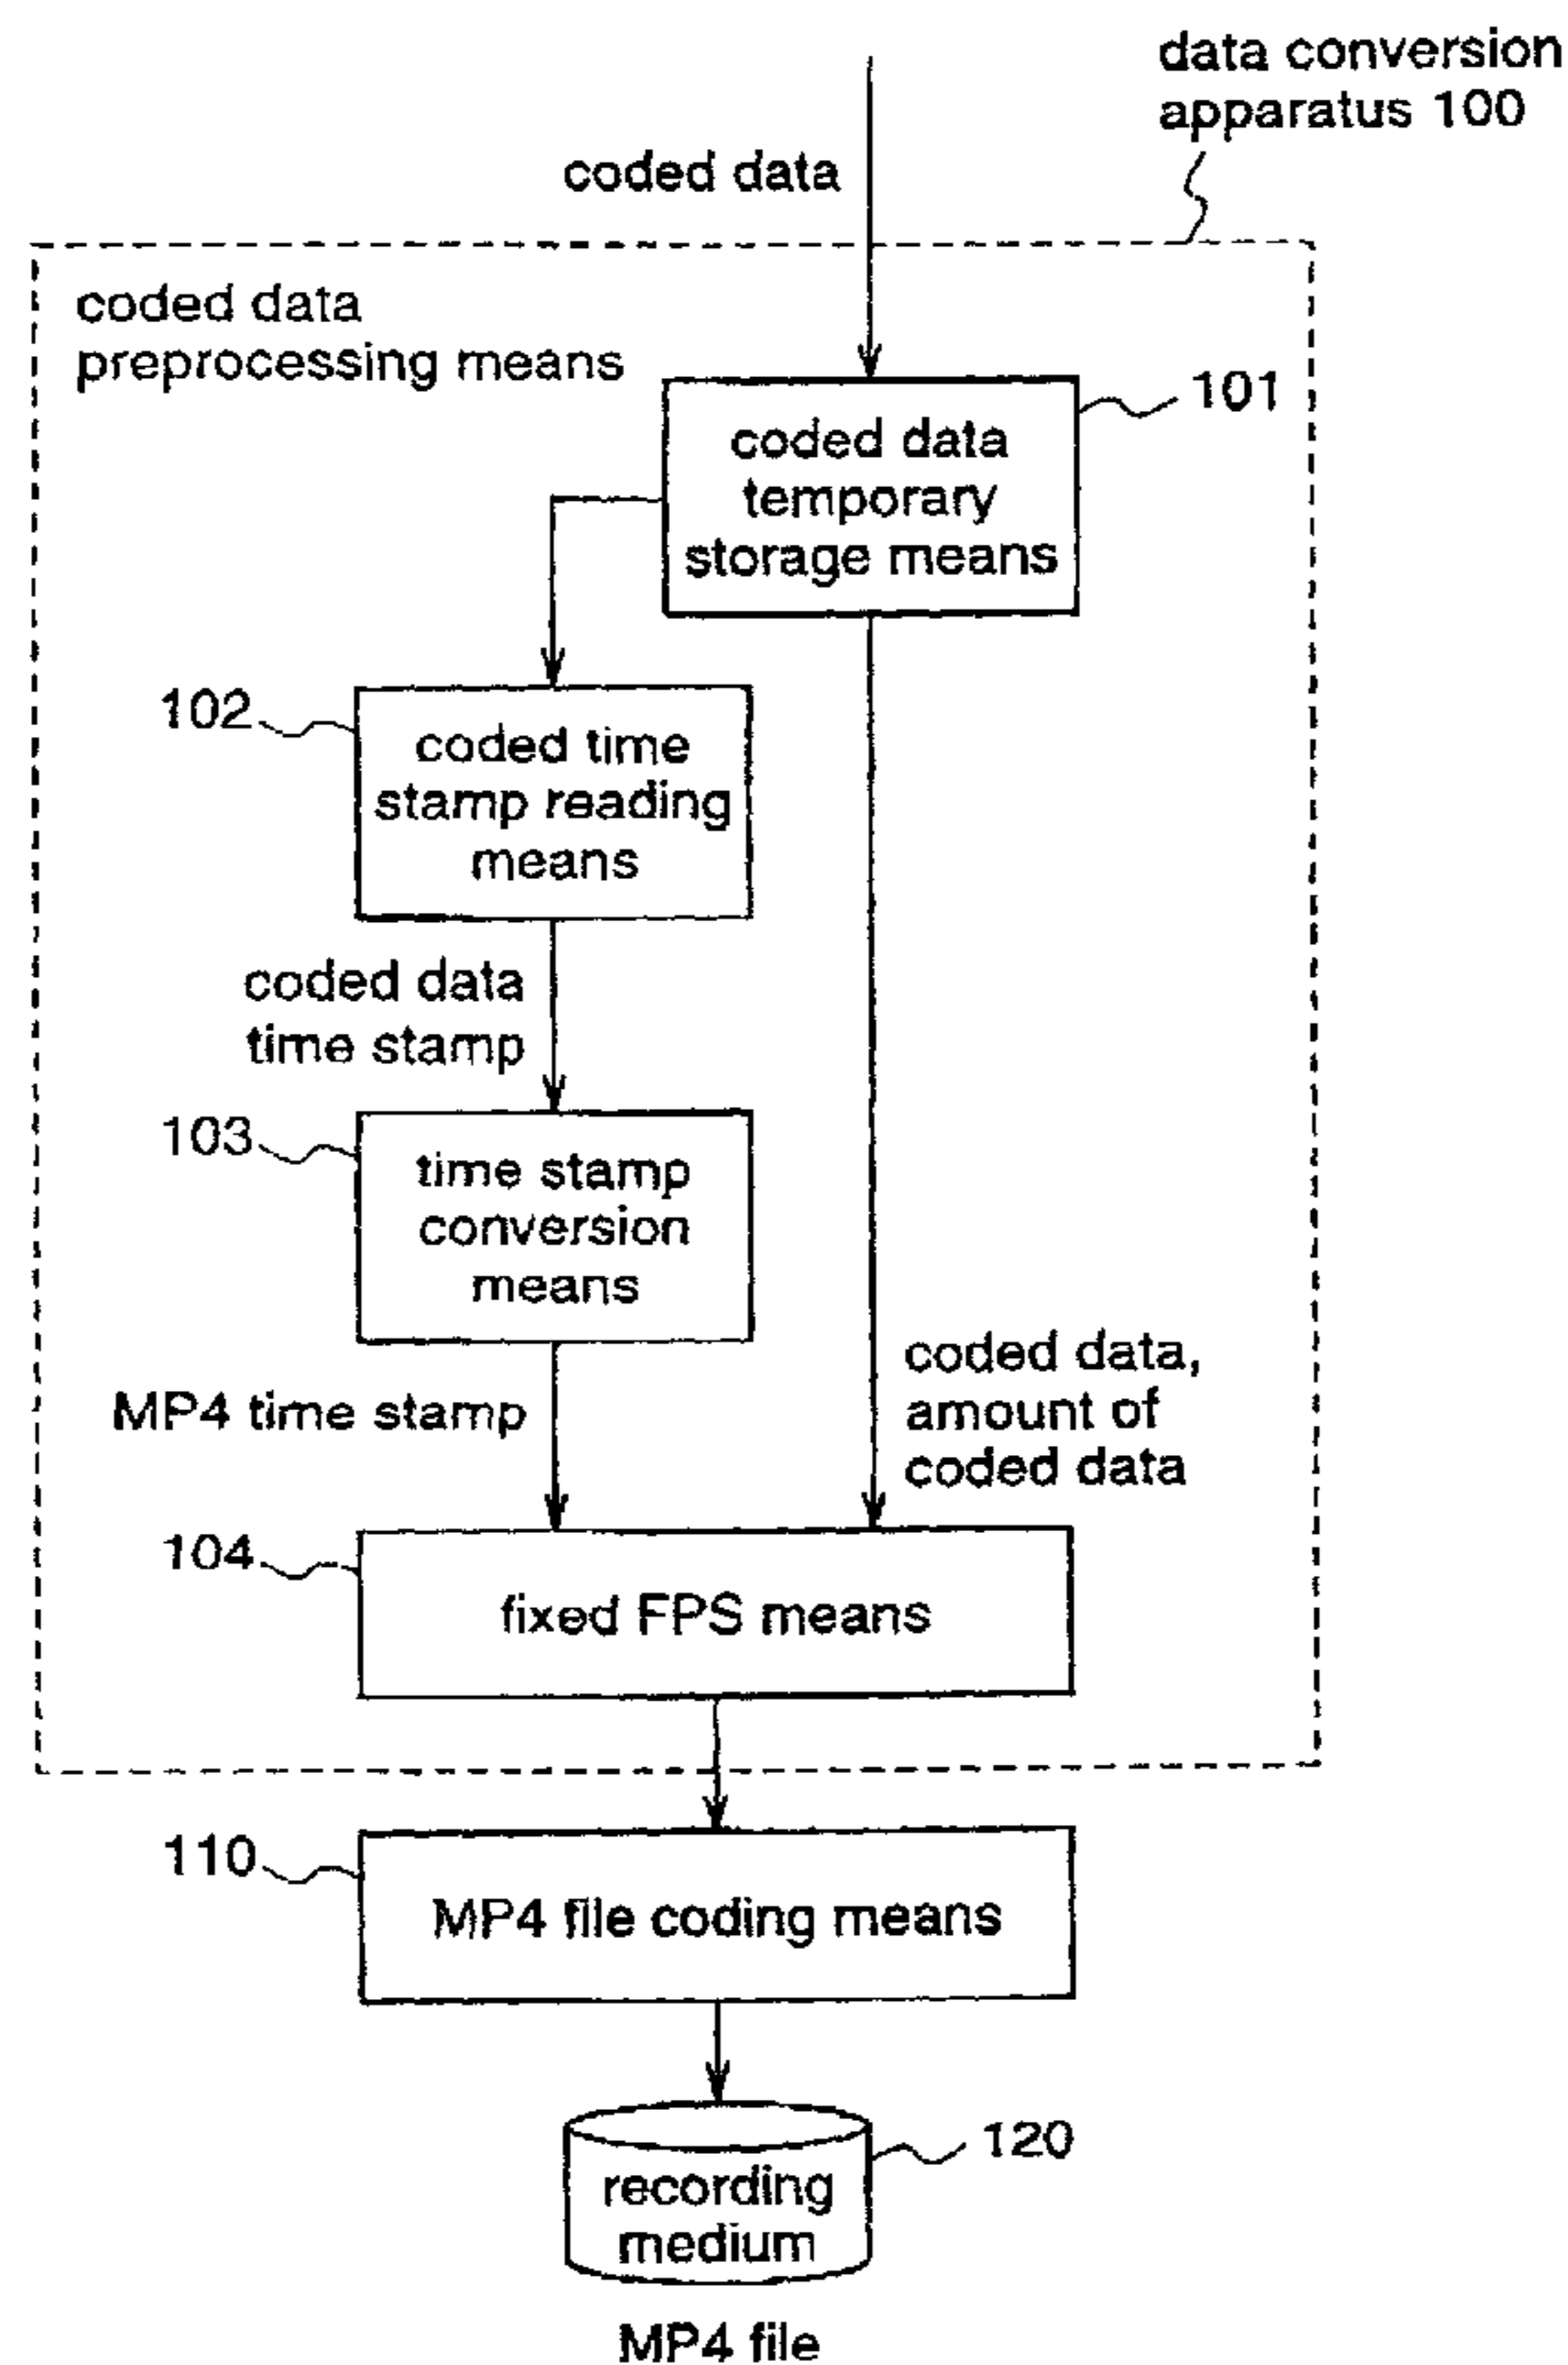 data conversion
apparatus 100
coded data
coded data
preprocessing means
101
coded data
temporary
storage means
102
coded time
stamp reading
means
coded data
time stamp
103
time stamp
conversion
means
MP4 time stamp
coded data,
amount of
coded data
104
fixed FPS means
110
MP4 file coding means
120
recording
medium
MP4 file